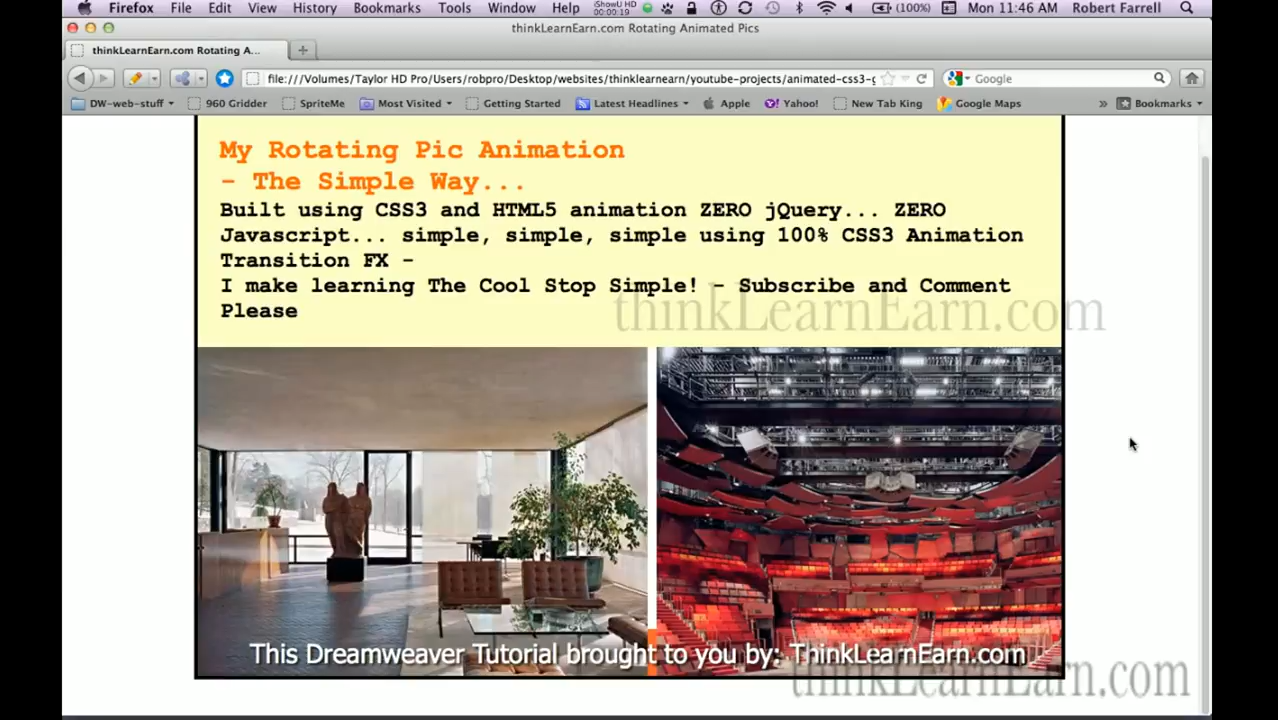 Firefox File Edit View History Bookmarks Tools Window Help iShowU HD 00:00:19 (100%) Mon 11:46 AM Robert Farrell
thinkLearnEarn.com Rotating Animated Pics
thinkLearnEarn.com Rotating A...
file:///Volumes/Taylor HD Pro/Users/robpro/Desktop/websites/thinklearnearn/youtube-projects/animated-css3-g Google
DW-web-stuff 960 Gridder SpriteMe Most Visited Getting Started Latest Headlines Apple Yahoo! New Tab King Google Maps » Bookmarks
My Rotating Pic Animation
- The Simple Way...
Built using CSS3 and HTML5 animation ZERO jQuery... ZERO
Javascript... simple, simple, simple using 100% CSS3 Animation
Transition FX -
I make learning The Cool Stop Simple! - Subscribe and Comment
Please
thinkLearnEarn.com
This Dreamweaver Tutorial brought to you by: ThinkLearnEarn.com
thinkLearnEarn.com